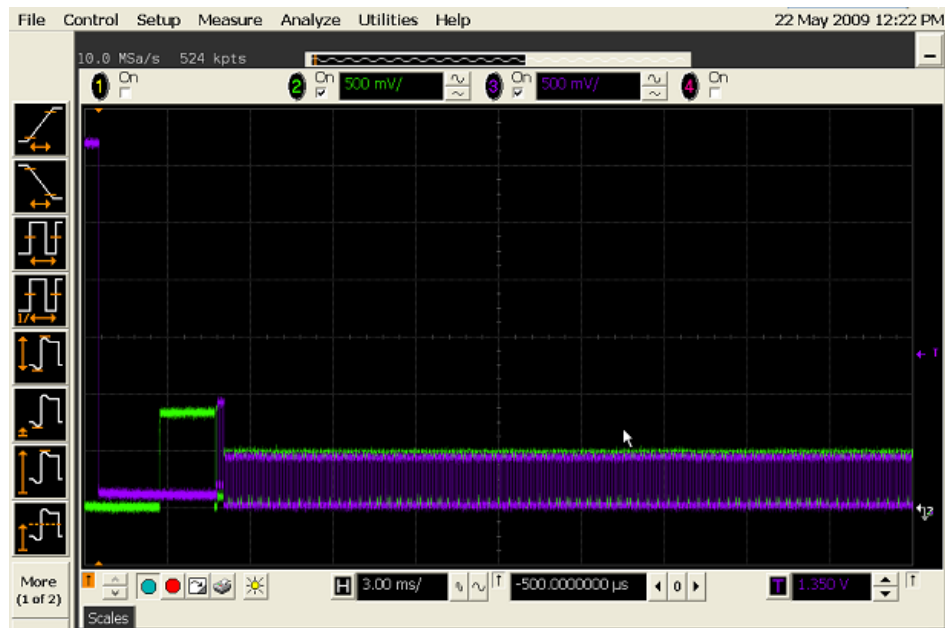 File Control Setup Measure Analyze Utilities Help 22 May 2009 12:22 PM
10.0 MSa/s 524 kpts
1 On 2 On 500 mV/ 3 On 500 mV/ 4 On
T
1/
2
More
(1 of 2)
T H 3.00 ms/ T -500.0000000 µs 0 T 1.350 V T
Scales